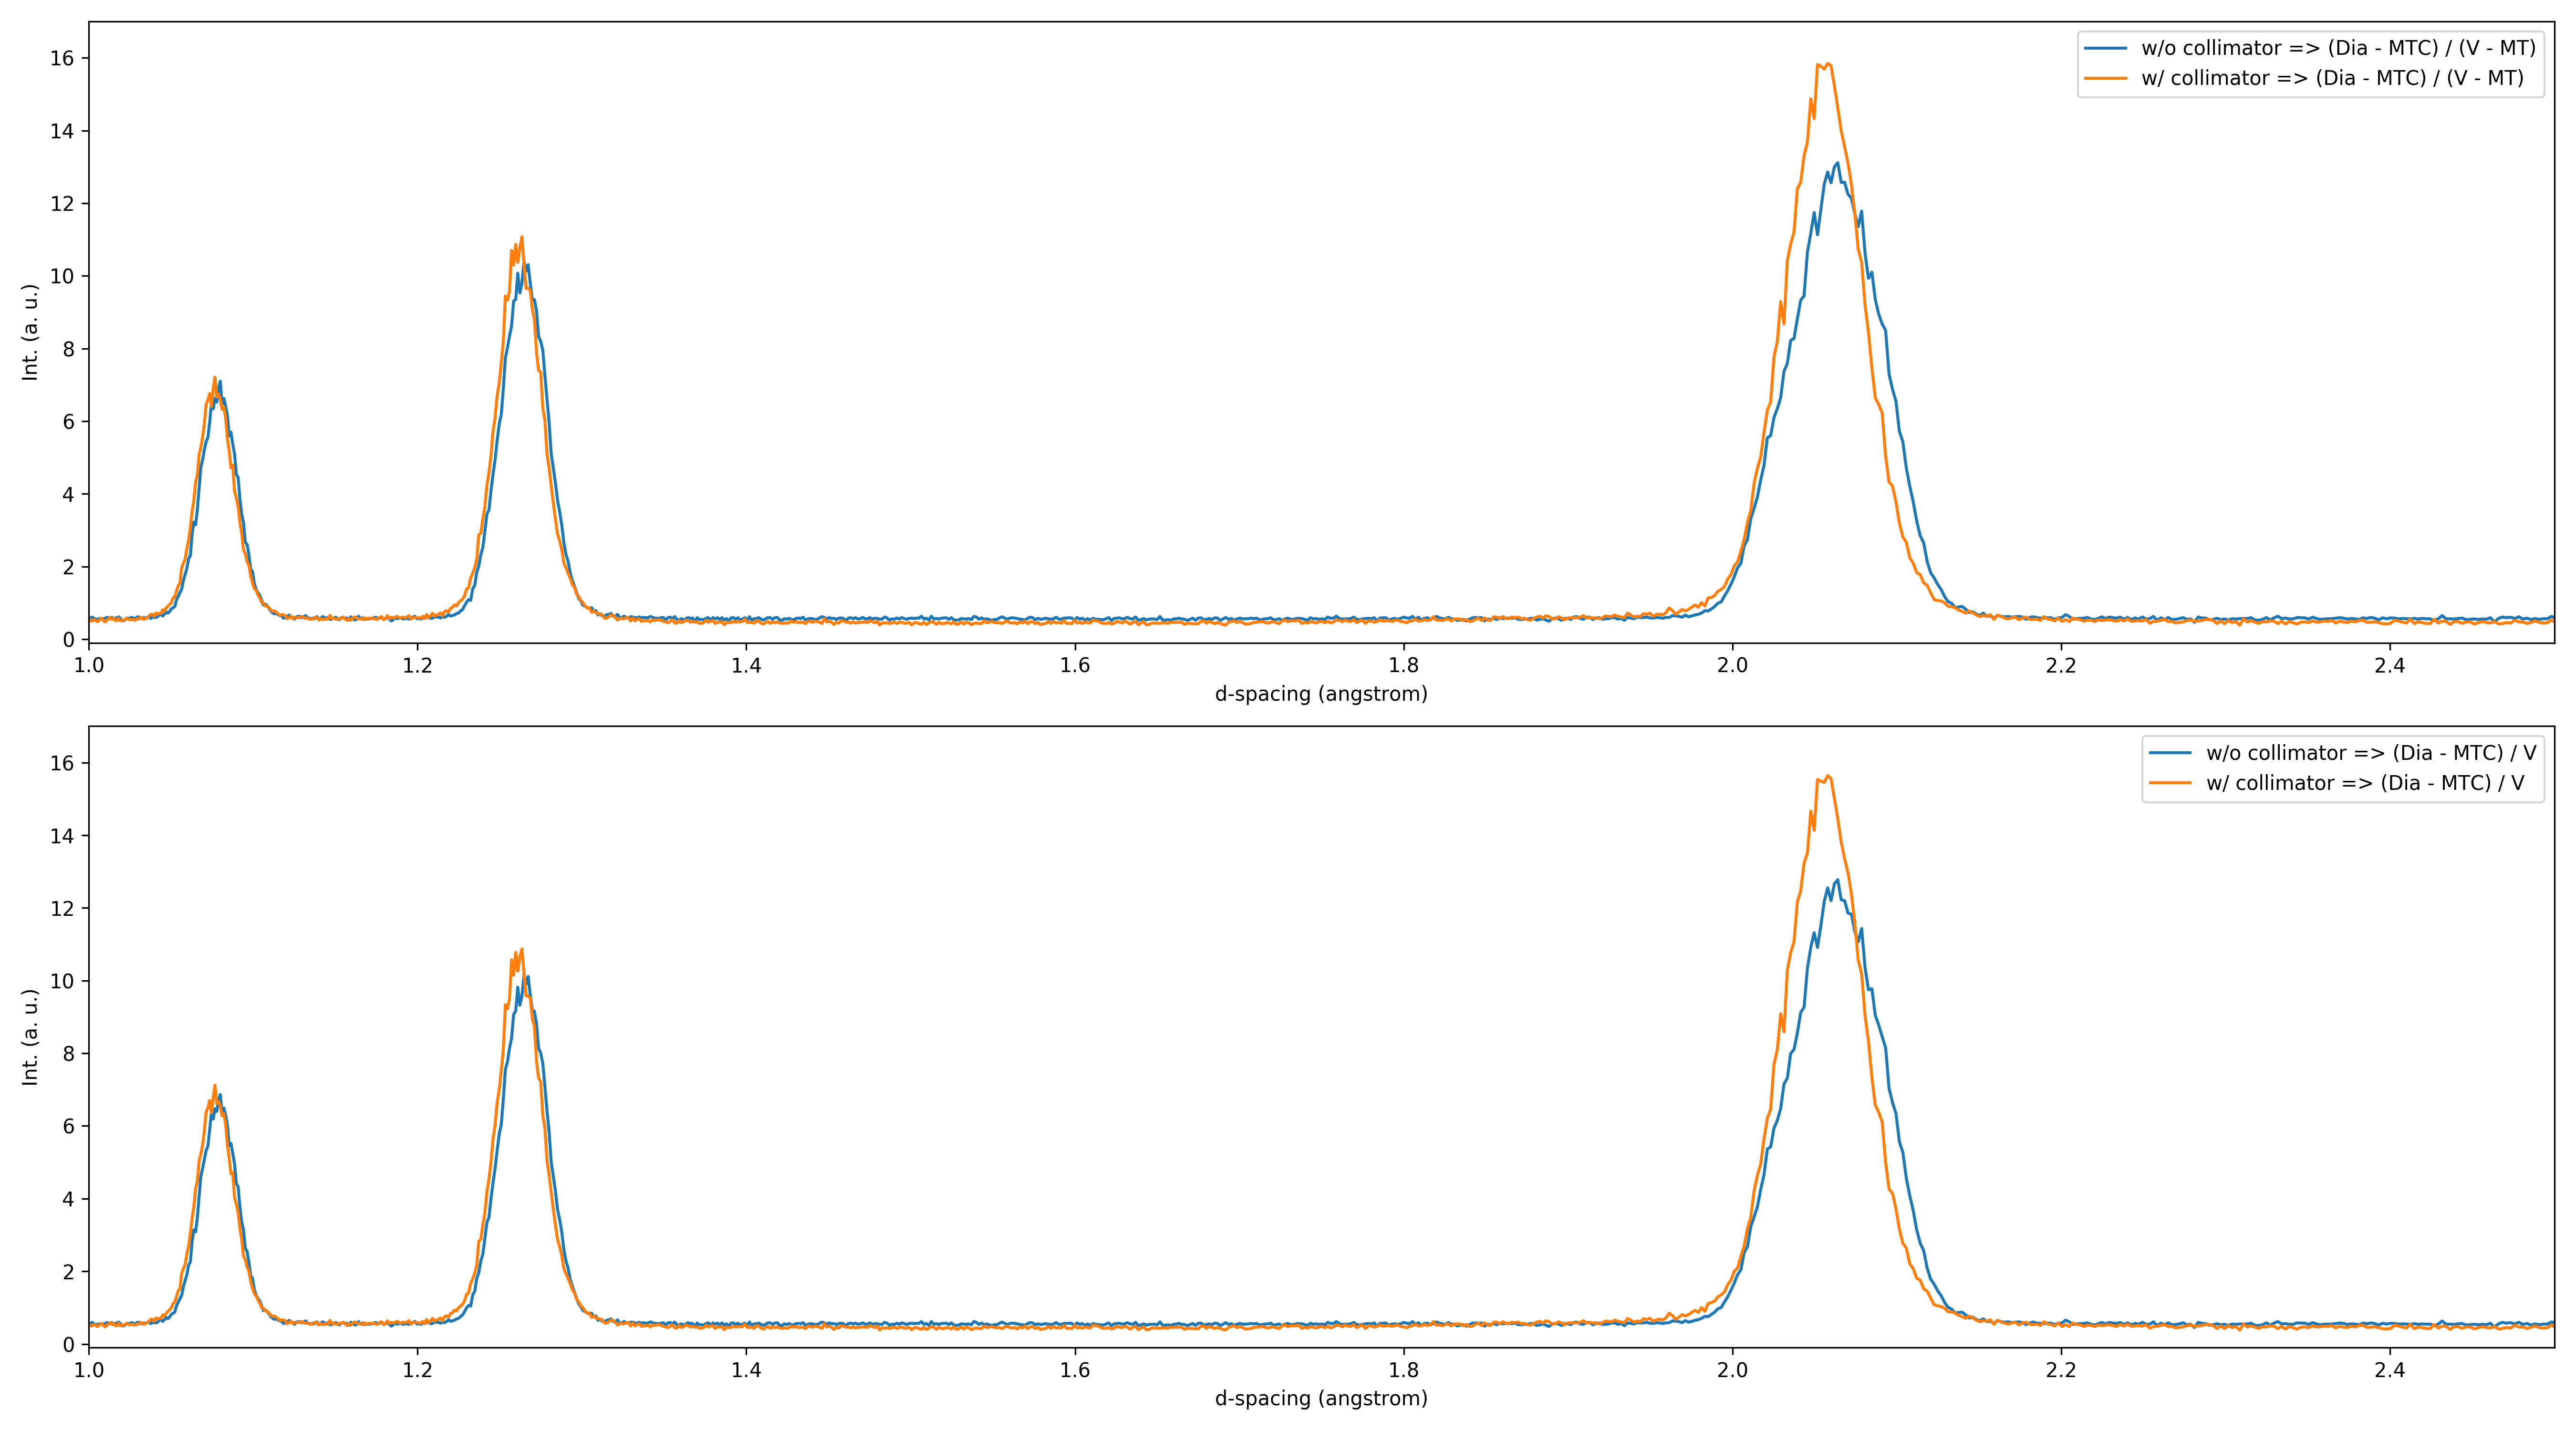 16
14
12
10
8
6
4
2
0
Int. (a. u.)
w/o collimator => (Dia - MTC) / (V - MT)
w/ collimator => (Dia - MTC) / (V - MT)
1.0 1.2 1.4 1.6 1.8 2.0 2.2 2.4
d-spacing (angstrom)
16
14
12
10
8
6
4
2
0
Int. (a. u.)
w/o collimator => (Dia - MTC) / V
w/ collimator => (Dia - MTC) / V
1.0 1.2 1.4 1.6 1.8 2.0 2.2 2.4
d-spacing (angstrom)